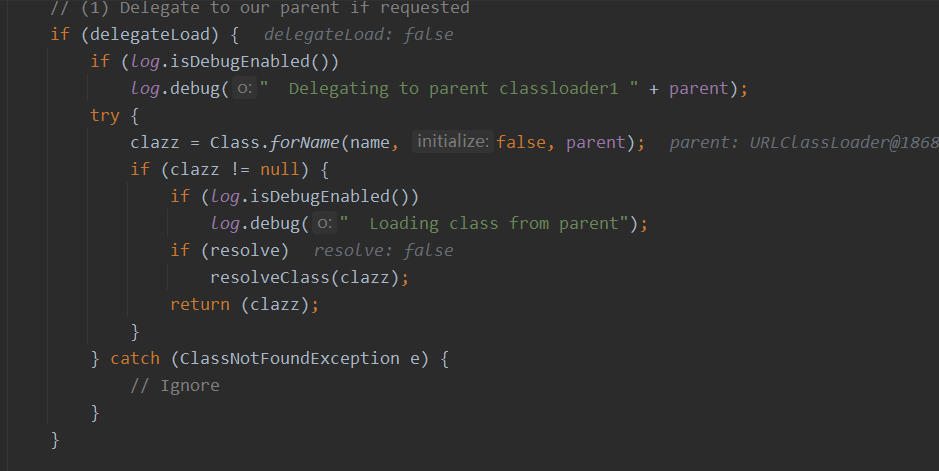 // (1) Delegate to our parent if requested
if (delegateLoad) { delegateLoad: false
if (log.isDebugEnabled())
log.debug( o: "  Delegating to parent classloader1 " + parent);
try {
clazz = Class.forName(name, initialize: false, parent); parent: URLClassLoader@1868
if (clazz != null) {
if (log.isDebugEnabled())
log.debug( o: "  Loading class from parent");
if (resolve) resolve: false
resolveClass(clazz);
return (clazz);
}
} catch (ClassNotFoundException e) {
// Ignore
}
}